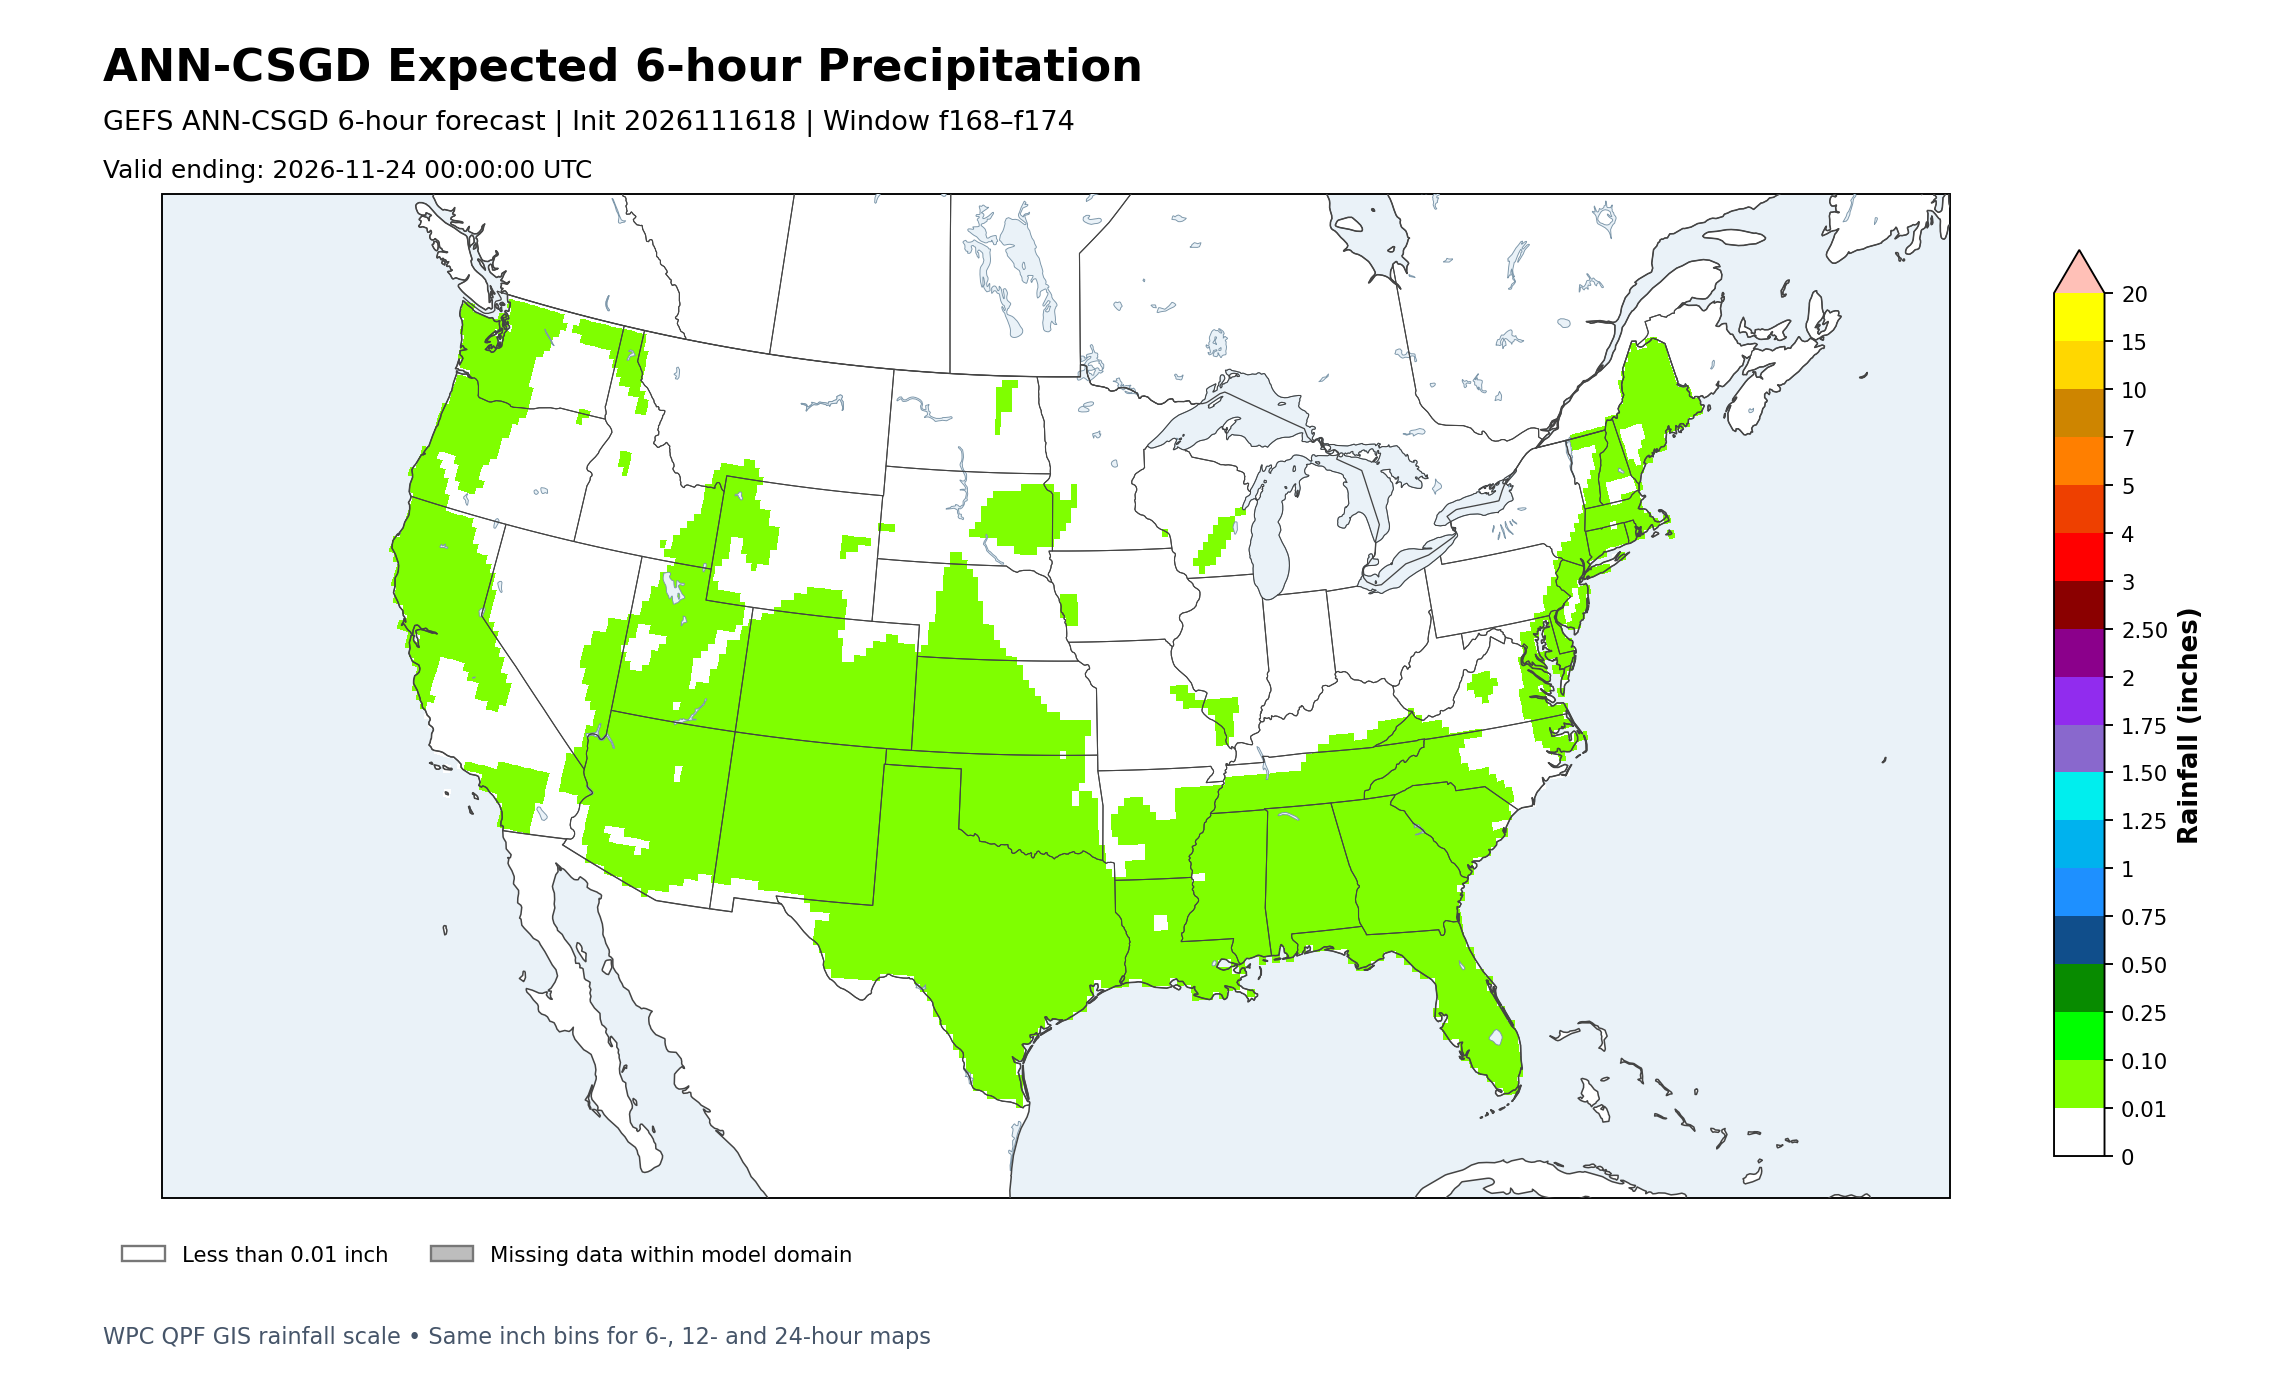 ANN-CSGD Expected 6-hour Precipitation
GEFS ANN-CSGD 6-hour forecast | Init 2026111618 | Window f168–f174
Valid ending: 2026-11-24 00:00:00 UTC
20
15
10
7
5
4
3
2.50
2
1.75
1.50
1.25
1
0.75
0.50
0.25
0.10
0.01
0
Rainfall (inches)
Less than 0.01 inch
Missing data within model domain
WPC QPF GIS rainfall scale • Same inch bins for 6-, 12- and 24-hour maps